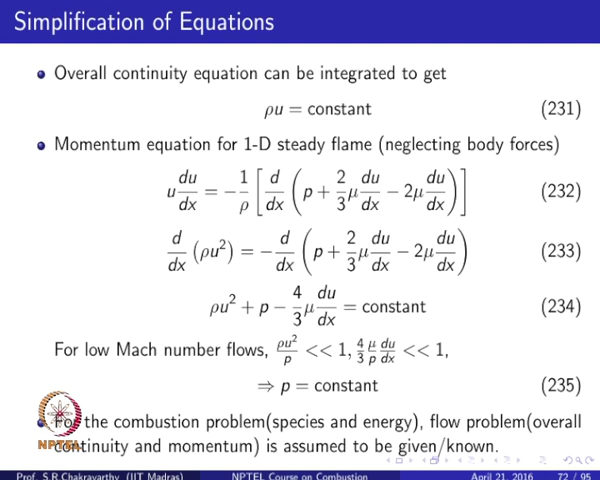 Simplification of Equations
• Overall continuity equation can be integrated to get
ρu = constant (231)
• Momentum equation for 1-D steady flame (neglecting body forces)
u du/dx = −1/ρ [d/dx (p + 2/3 μ du/dx − 2μ du/dx)] (232)
d/dx (ρu²) = −d/dx (p + 2/3 μ du/dx − 2μ du/dx) (233)
ρu² + p − 4/3 μ du/dx = constant (234)
For low Mach number flows, ρu²/p << 1, 4/3 μ/p du/dx << 1,
⇒ p = constant (235)
• For the combustion problem(species and energy), flow problem(overall
continuity and momentum) is assumed to be given/known.
NPTEL
Prof. S.R.Chakravarthy (IIT Madras) NPTEL Course on Combustion April 21, 2016 72 / 95